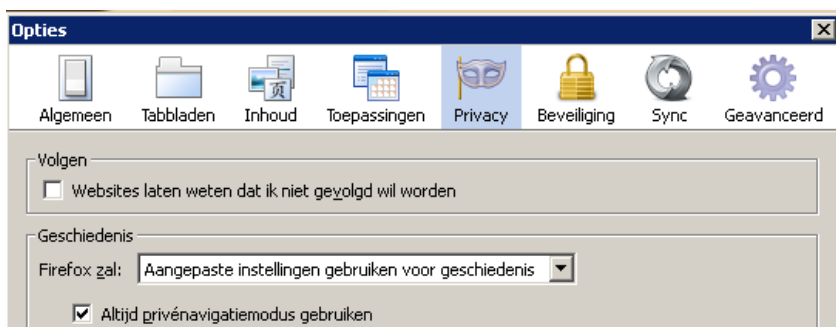 Opties
Algemeen Tabbladen Inhoud Toepassingen Privacy Beveiliging Sync Geavanceerd
页
Volgen
Websites laten weten dat ik niet gevolgd wil worden
Geschiedenis
Firefox zal: Aangepaste instellingen gebruiken voor geschiedenis
Altijd privénavigatiemodus gebruiken